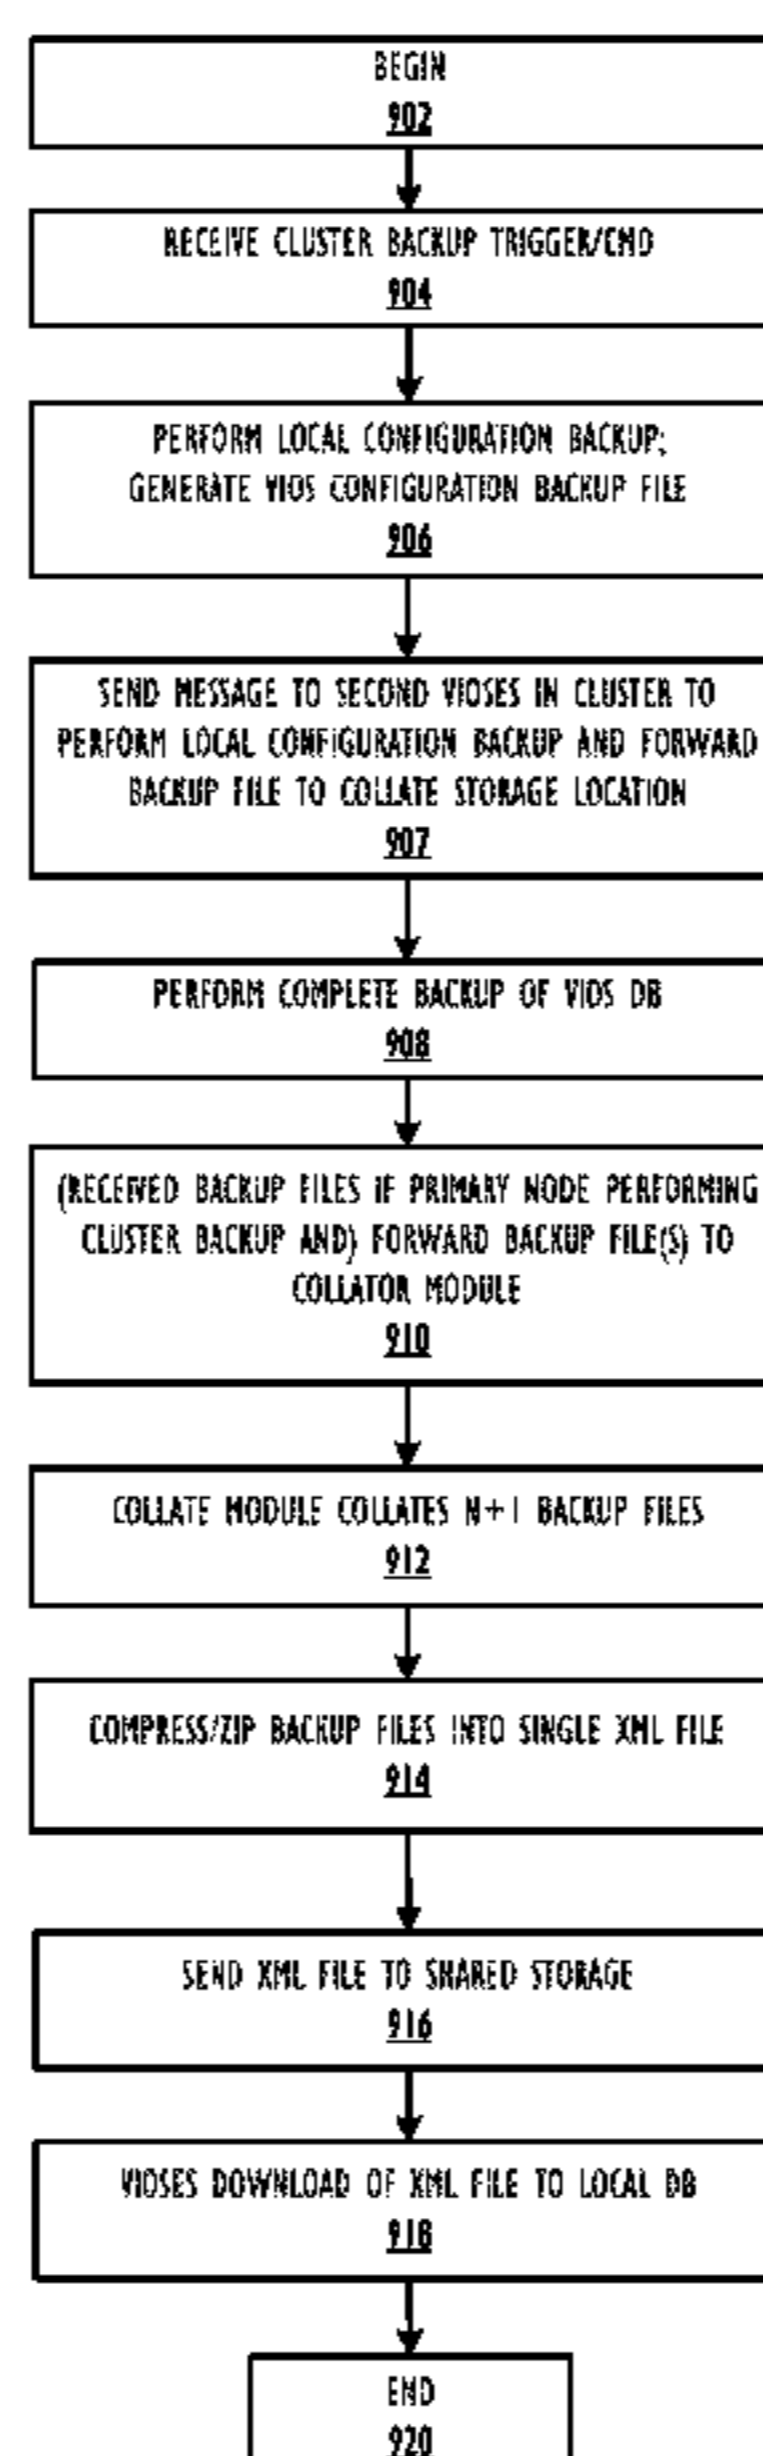 BEGIN
902
RECEIVE CLUSTER BACKUP TRIGGER/CMD
904
PERFORM LOCAL CONFIGURATION BACKUP;
GENERATE VIOS CONFIGURATION BACKUP FILE
906
SEND MESSAGE TO SECOND VIOSES IN CLUSTER TO
PERFORM LOCAL CONFIGURATION BACKUP AND FORWARD
BACKUP FILE TO COLLATE STORAGE LOCATION
907
PERFORM COMPLETE BACKUP OF VIOS DB
908
(RECEIVED BACKUP FILES IF PRIMARY NODE PERFORMING
CLUSTER BACKUP AND) FORWARD BACKUP FILE(S) TO
COLLATOR MODULE
910
COLLATE MODULE COLLATES N+1 BACKUP FILES
912
COMPRESS/ZIP BACKUP FILES INTO SINGLE XML FILE
914
SEND XML FILE TO SHARED STORAGE
916
VIOSES DOWNLOAD OF XML FILE TO LOCAL DB
918
END
920